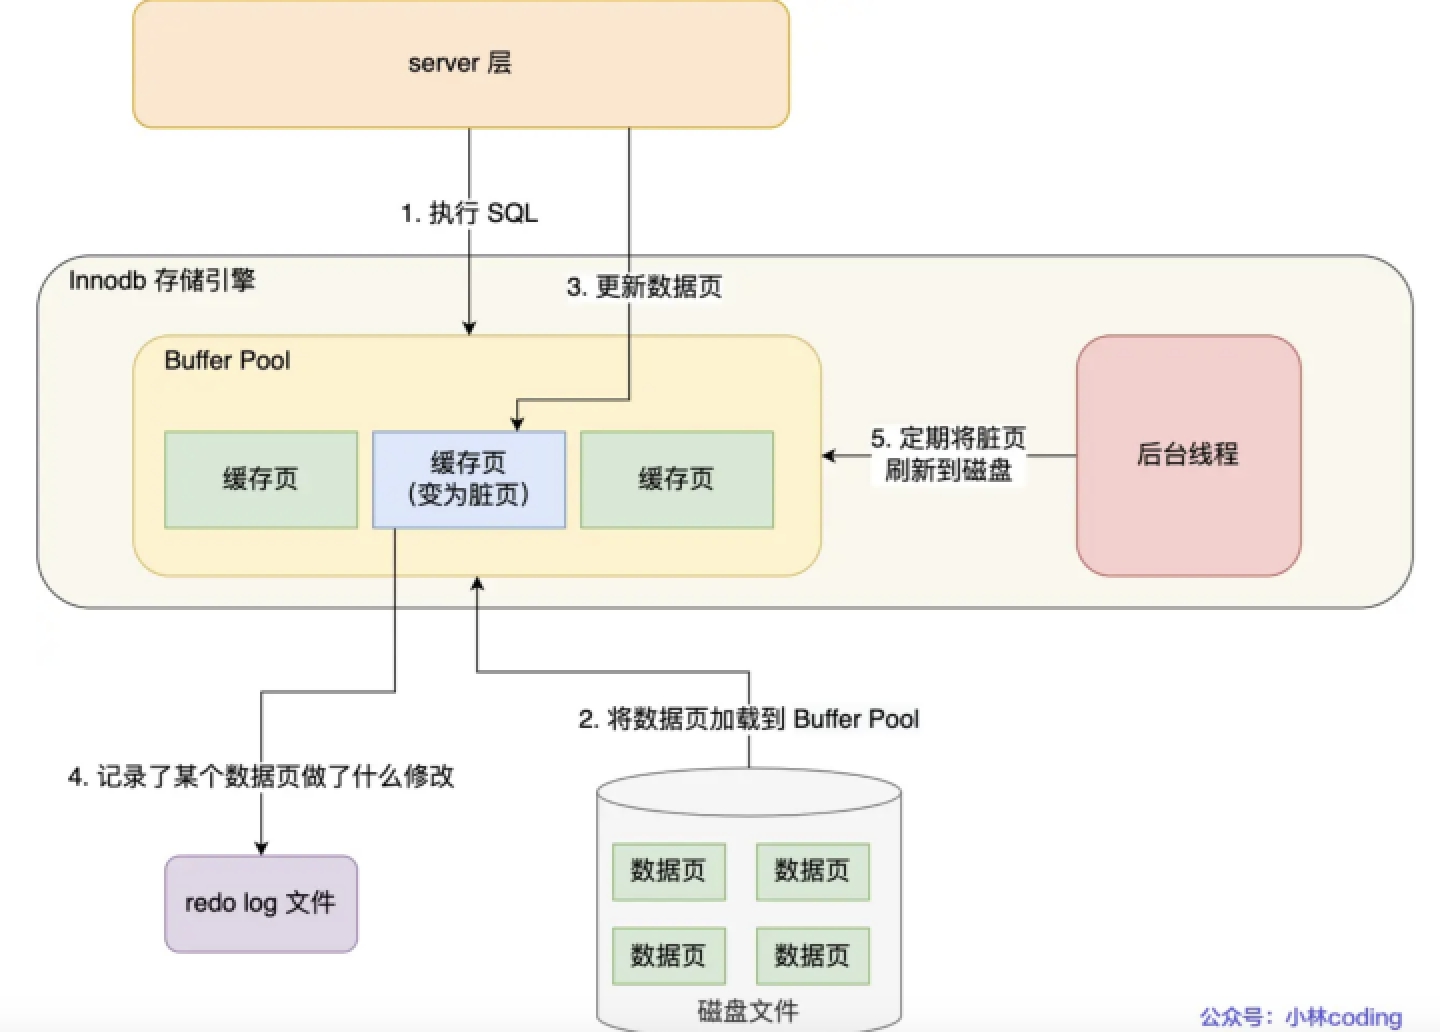 server 层
1. 执行 SQL
Innodb 存储引擎
3. 更新数据页
Buffer Pool
缓存页
缓存页
（变为脏页）
缓存页
5. 定期将脏页
刷新到磁盘
后台线程
2. 将数据页加载到 Buffer Pool
4. 记录了某个数据页做了什么修改
redo log 文件
数据页
数据页
数据页
数据页
磁盘文件
公众号：小林coding